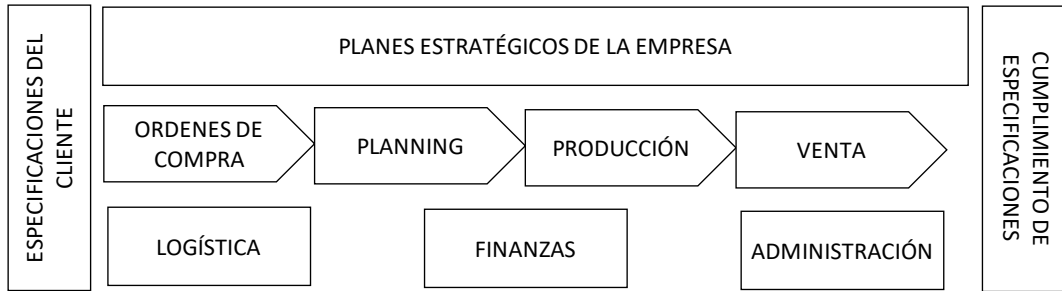 ESPECIFICACIONES DEL
CLIENTE
PLANES ESTRATÉGICOS DE LA EMPRESA
ORDENES DE
COMPRA
PLANNING
PRODUCCIÓN
VENTA
LOGÍSTICA
FINANZAS
ADMINISTRACIÓN
CUMPLIMIENTO DE
ESPECIFICACIONES